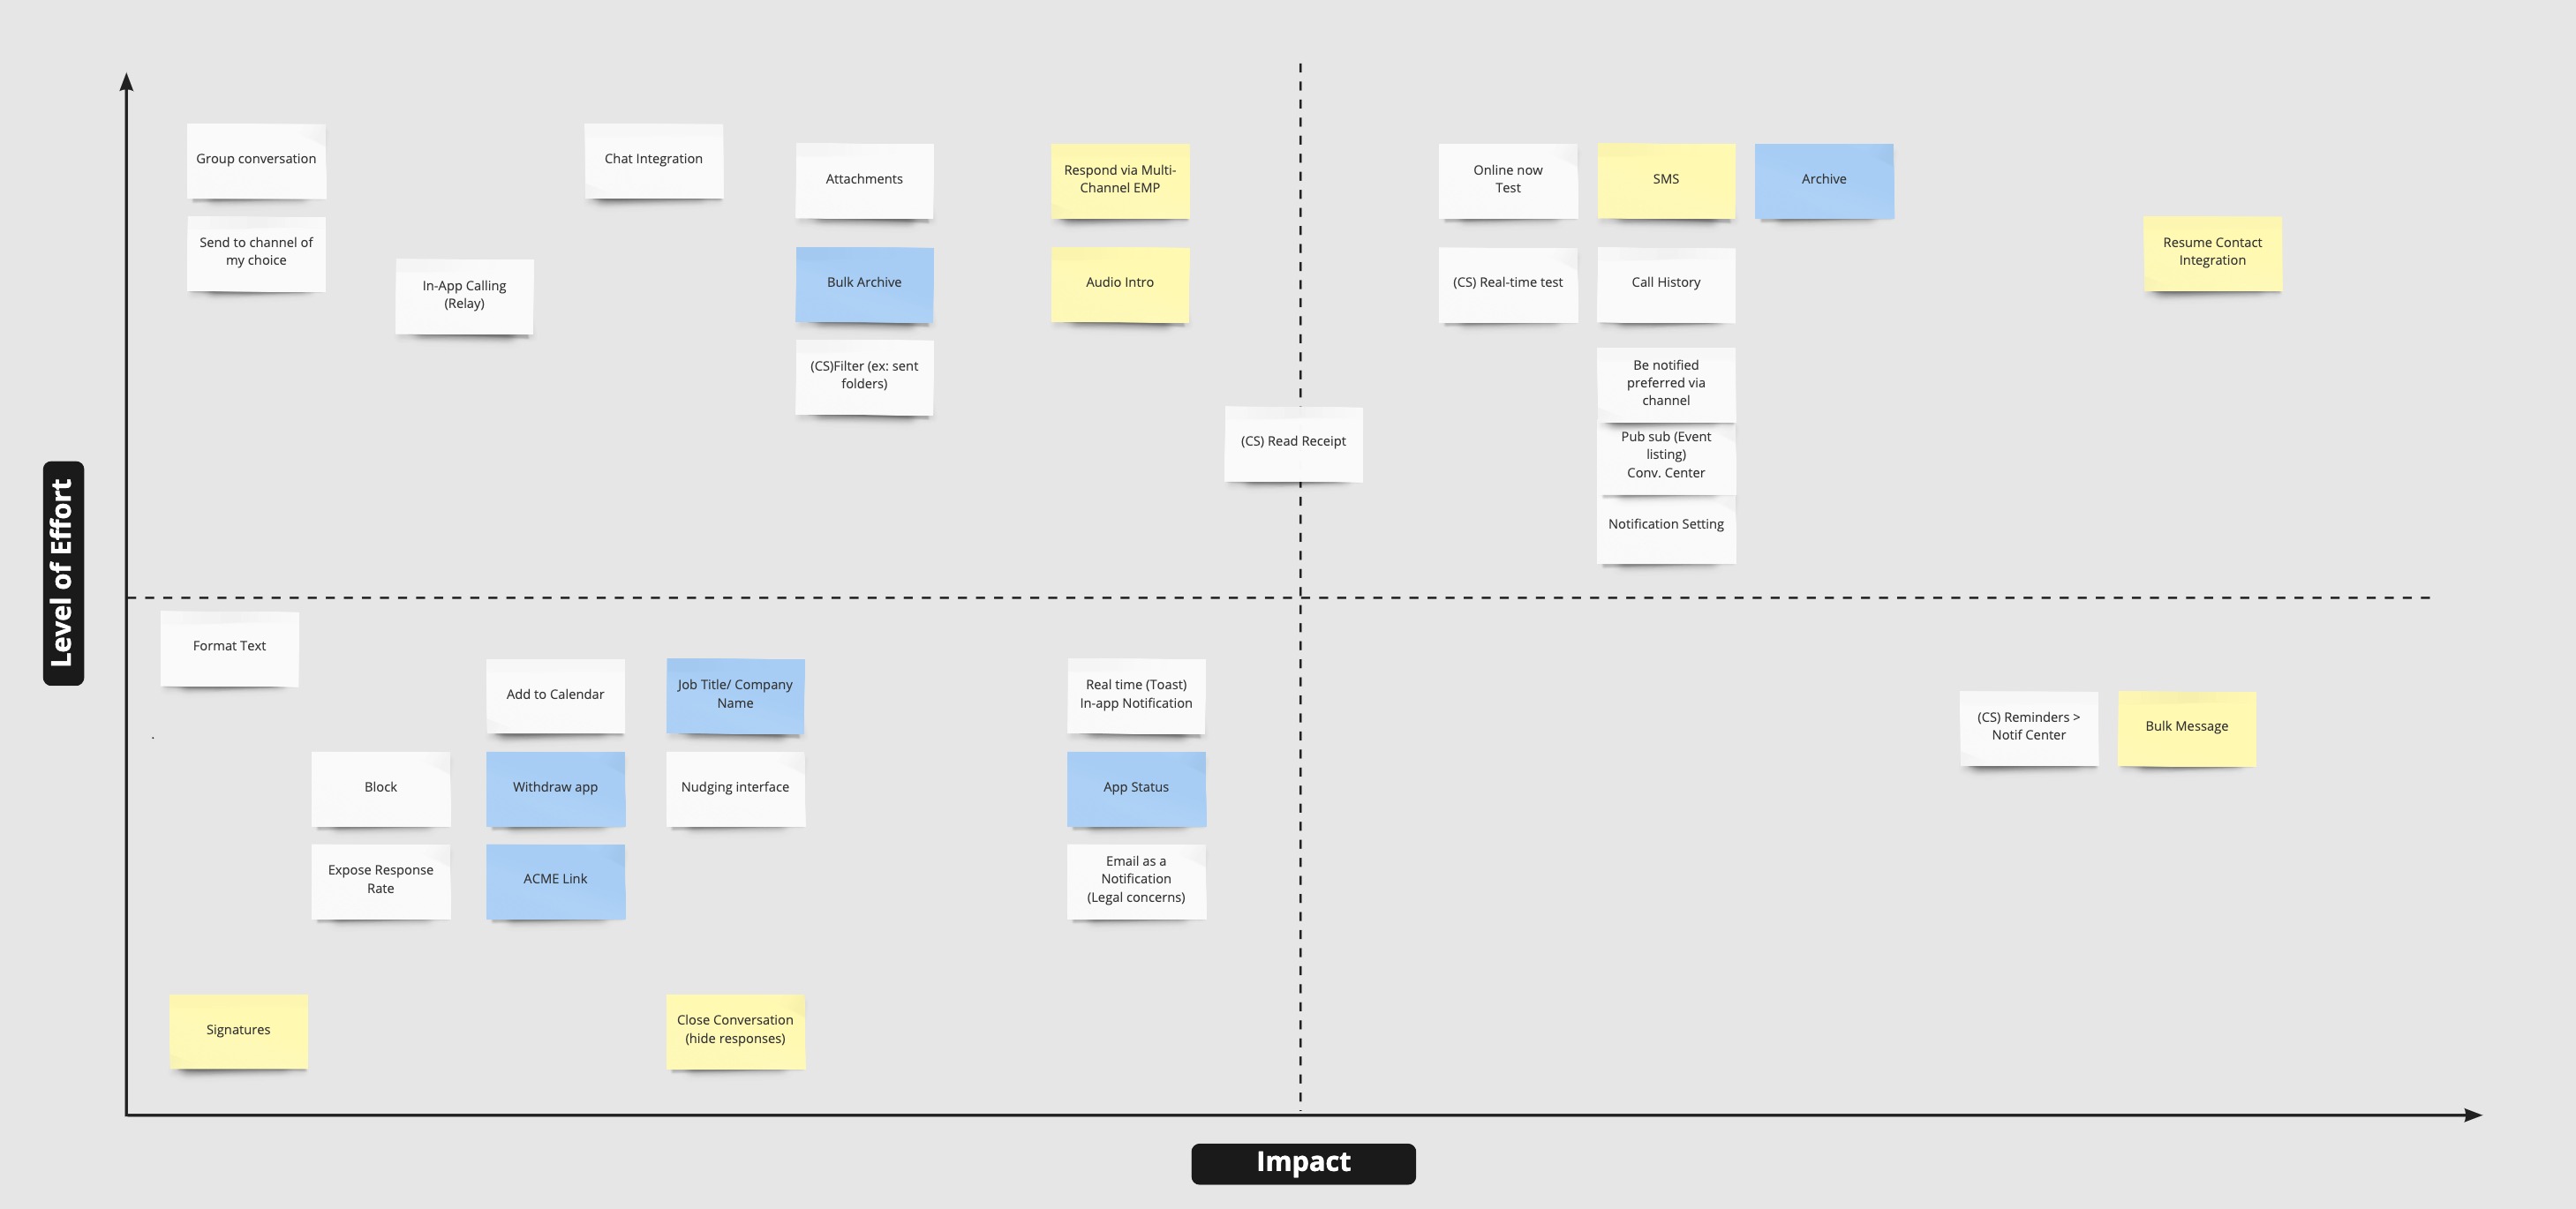 Group conversation
Chat Integration
Attachments
Respond via Multi-
Channel EMP
Online now
Test
SMS
Archive
Send to channel of
my choice
Resume Contact
Integration
In-App Calling
(Relay)
Bulk Archive
Audio Intro
(CS) Real-time test
Call History
(CS)Filter (ex: sent
folders)
Be notified
preferred via
channel
(CS) Read Receipt
Pub sub (Event
listing)
Conv. Center
Notification Setting
Level of Effort
Format Text
Add to Calendar
Job Title/ Company
Name
Real time (Toast)
In-app Notification
(CS) Reminders >
Notif Center
Bulk Message
Block
Withdraw app
Nudging interface
App Status
Expose Response
Rate
ACME Link
Email as a
Notification
(Legal concerns)
Signatures
Close Conversation
(hide responses)
Impact